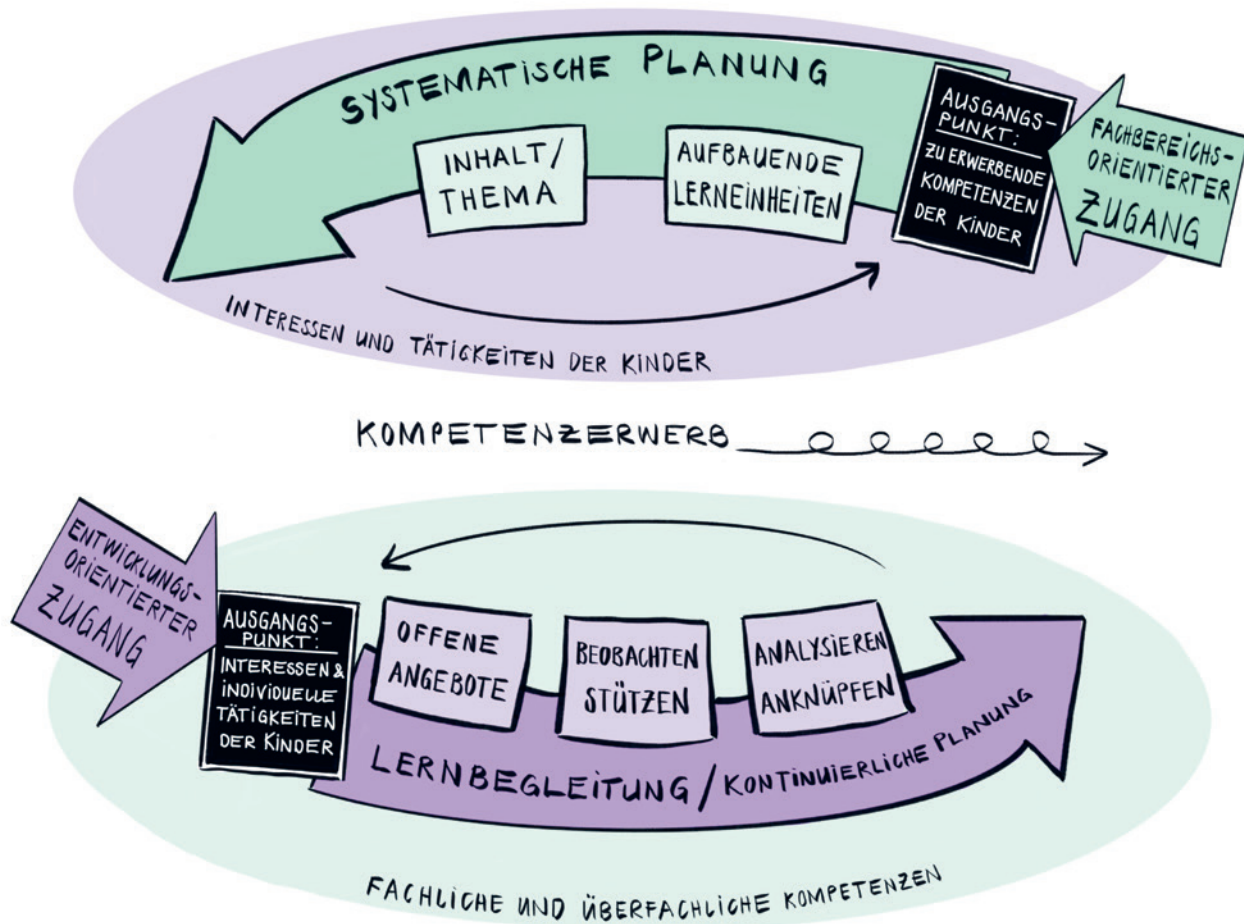 SYSTEMATISCHE PLANUNG
INHALT/
THEMA
AUFBAUENDE
LERNEINHEITEN
AUSGANGS-
PUNKT:
ZU ERWERBENDE
KOMPETENZEN
DER KINDER
FACHBEREICHS-
ORIENTIERTER
ZUGANG
INTERESSEN UND TÄTIGKEITEN DER KINDER
KOMPETENZERWERB
ENTWICKLUNGS-
ORIENTIERTER
ZUGANG
AUSGANGS-
PUNKT:
INTERESSEN &
INDIVIDUELLE
TÄTIGKEITEN
DER KINDER
OFFENE
ANGEBOTE
BEOBACHTEN
STÜTZEN
ANALYSIEREN
ANKNÜPFEN
LERNBEGLEITUNG / KONTINUIERLICHE PLANUNG
FACHLICHE UND ÜBERFACHLICHE KOMPETENZEN